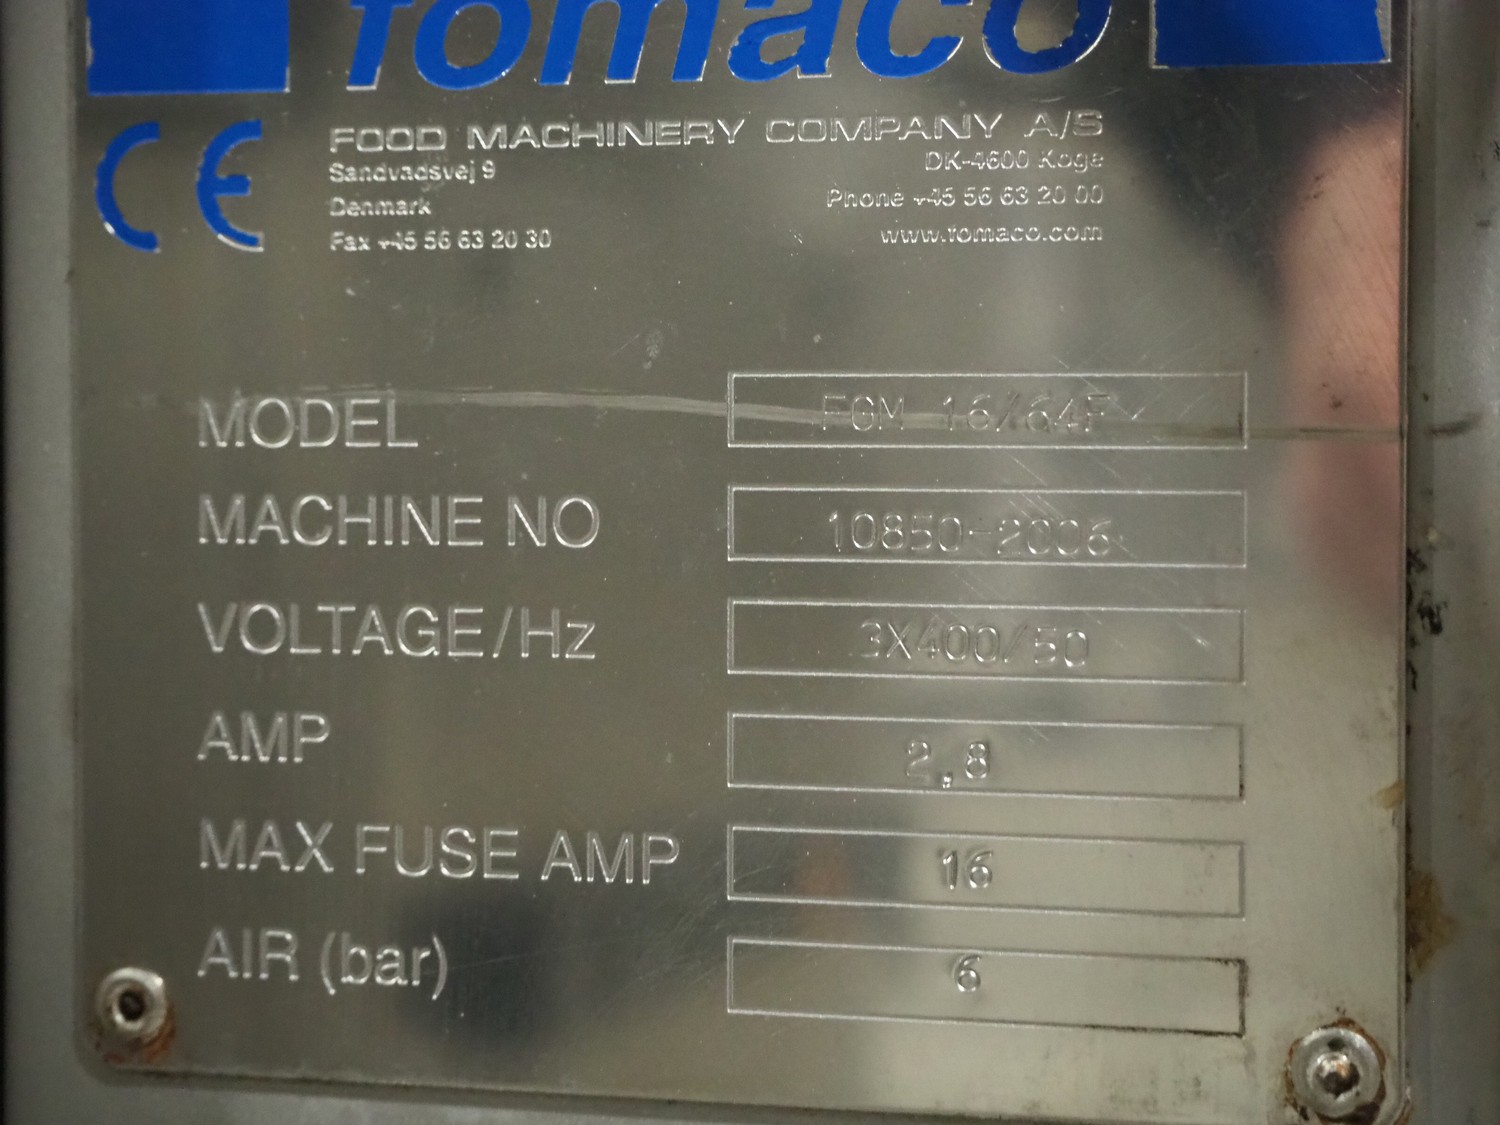 fomaco
FOOD MACHINERY COMPANY A/S
Sandvadsvej 9 DK-4600 Koge
Denmark Phone +45 56 63 20 00
Fax +45 56 63 20 30 www.fomaco.com
CE
MODEL FGM 16/64F
MACHINE NO 10850-2006
VOLTAGE/Hz 3X400/50
AMP 2,8
MAX FUSE AMP 16
AIR (bar) 6